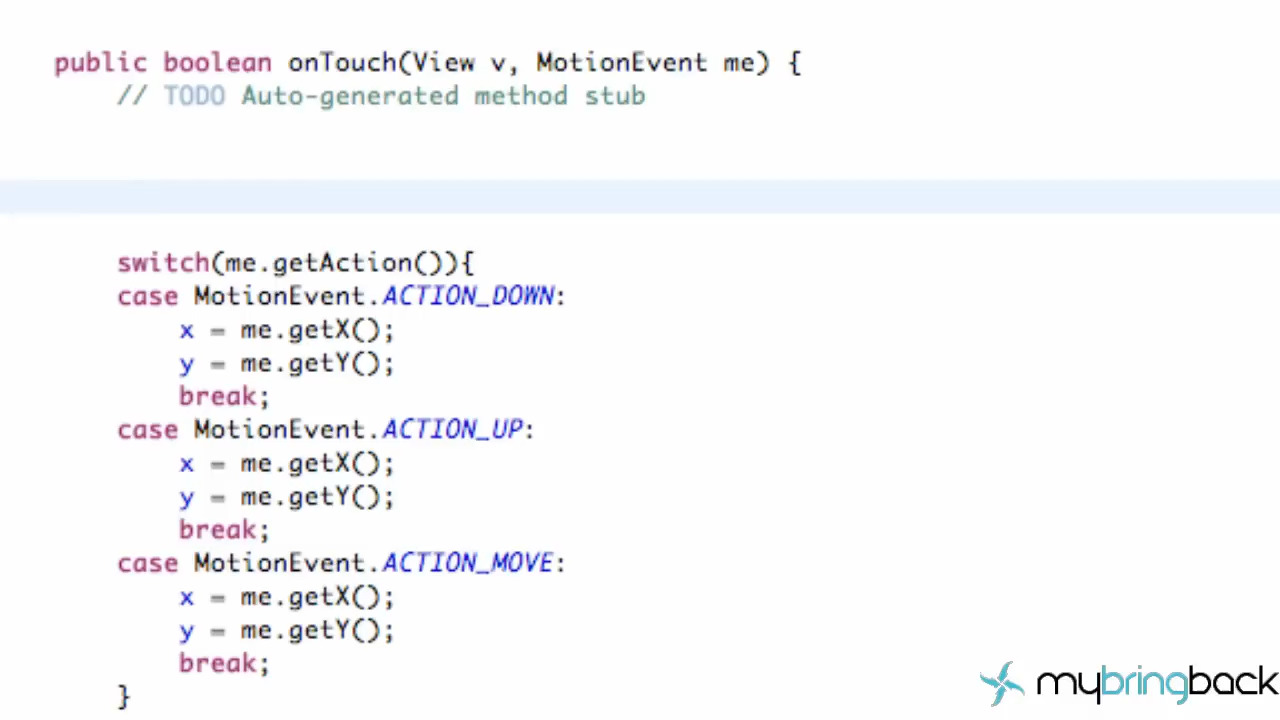 public boolean onTouch(View v, MotionEvent me) {
// TODO Auto-generated method stub
switch(me.getAction()){
case MotionEvent.ACTION_DOWN:
x = me.getX();
y = me.getY();
break;
case MotionEvent.ACTION_UP:
x = me.getX();
y = me.getY();
break;
case MotionEvent.ACTION_MOVE:
x = me.getX();
y = me.getY();
break;
}
mybringback